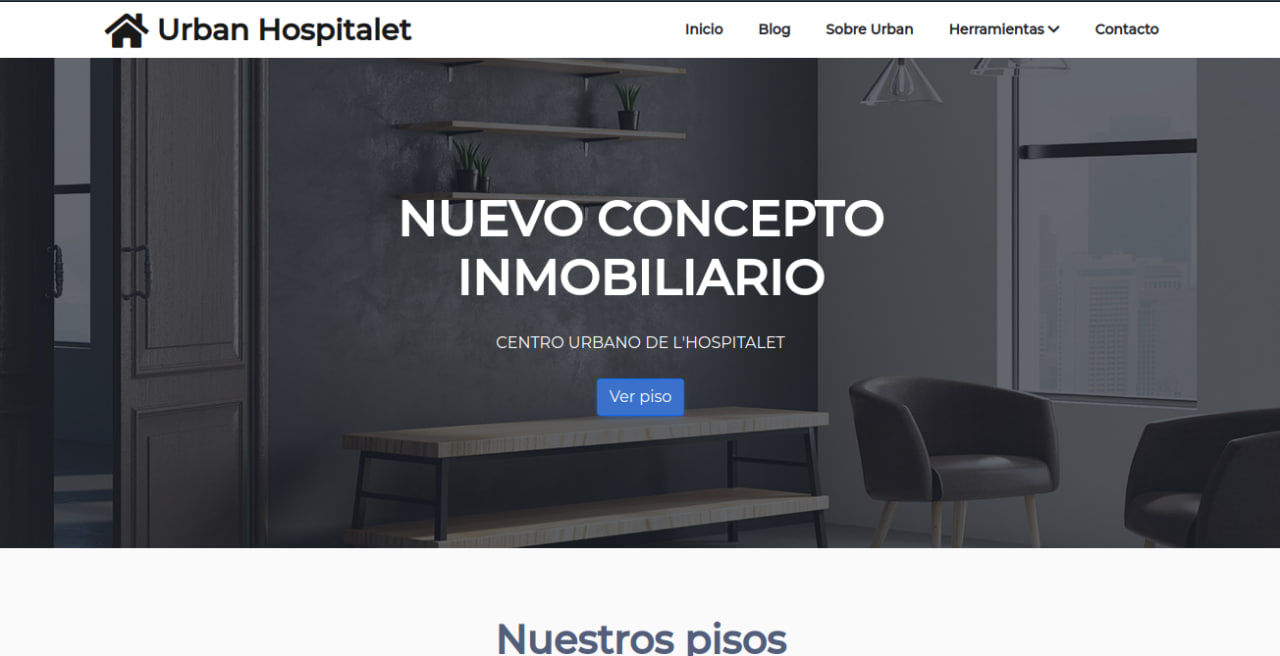 Urban Hospitalet
Inicio
Blog
Sobre Urban
Herramientas
Contacto
NUEVO CONCEPTO
INMOBILIARIO
CENTRO URBANO DE L'HOSPITALET
Ver piso
Nuestros pisos